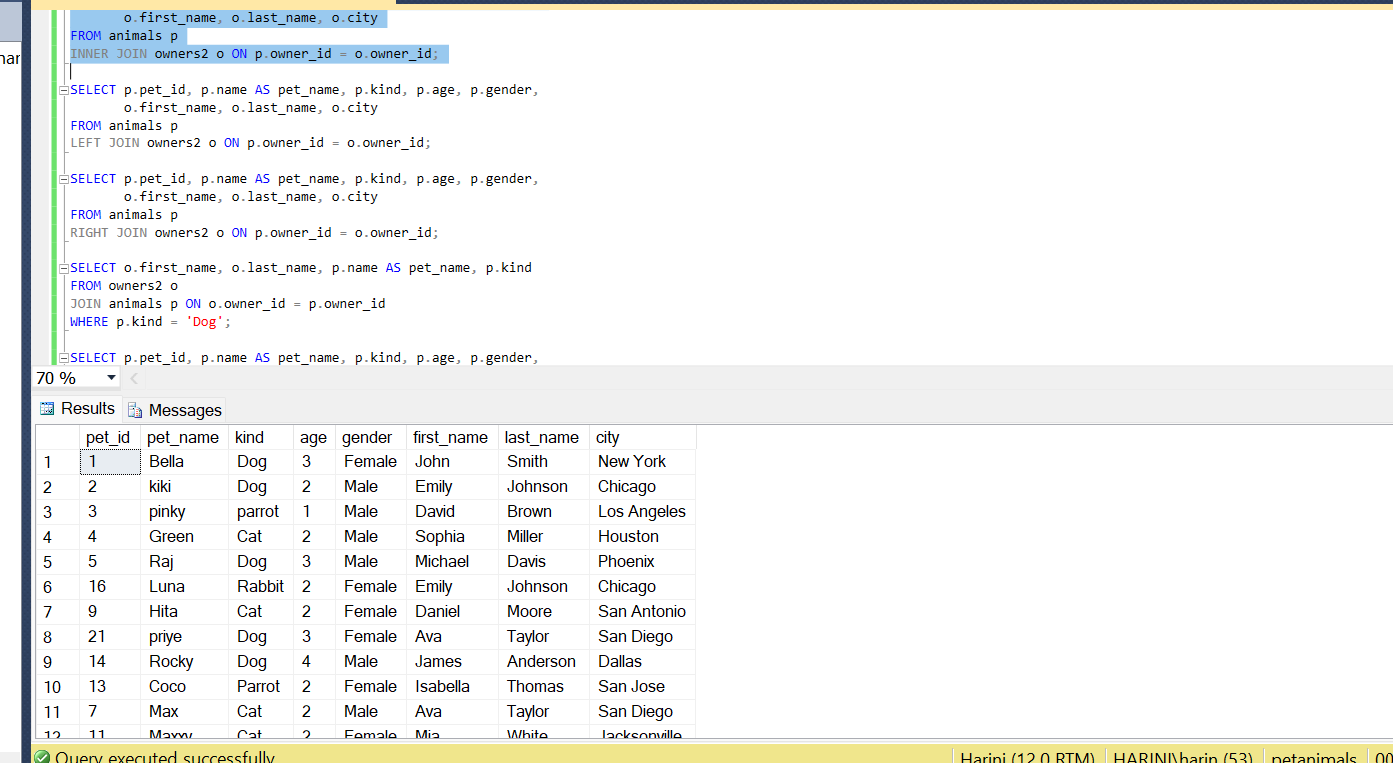 o.first_name, o.last_name, o.city
FROM animals p
INNER JOIN owners2 o ON p.owner_id = o.owner_id;
SELECT p.pet_id, p.name AS pet_name, p.kind, p.age, p.gender,
o.first_name, o.last_name, o.city
FROM animals p
LEFT JOIN owners2 o ON p.owner_id = o.owner_id;
SELECT p.pet_id, p.name AS pet_name, p.kind, p.age, p.gender,
o.first_name, o.last_name, o.city
FROM animals p
RIGHT JOIN owners2 o ON p.owner_id = o.owner_id;
SELECT o.first_name, o.last_name, p.name AS pet_name, p.kind
FROM owners2 o
JOIN animals p ON o.owner_id = p.owner_id
WHERE p.kind = 'Dog';
SELECT p.pet_id, p.name AS pet_name, p.kind, p.age, p.gender,
70 %
Results Messages
pet_id pet_name kind age gender first_name last_name city
1 1 Bella Dog 3 Female John Smith New York
2 2 kiki Dog 2 Male Emily Johnson Chicago
3 3 pinky parrot 1 Male David Brown Los Angeles
4 4 Green Cat 2 Male Sophia Miller Houston
5 5 Raj Dog 3 Male Michael Davis Phoenix
6 16 Luna Rabbit 2 Female Emily Johnson Chicago
7 9 Hita Cat 2 Female Daniel Moore San Antonio
8 21 priye Dog 3 Female Ava Taylor San Diego
9 14 Rocky Dog 4 Male James Anderson Dallas
10 13 Coco Parrot 2 Female Isabella Thomas San Jose
11 7 Max Cat 2 Male Ava Taylor San Diego
12 11 Maxxy Cat 2 Female Mia White Jacksonville
Query executed successfully Harini (12.0 RTM) HARINI\harin (53) petanimals 00